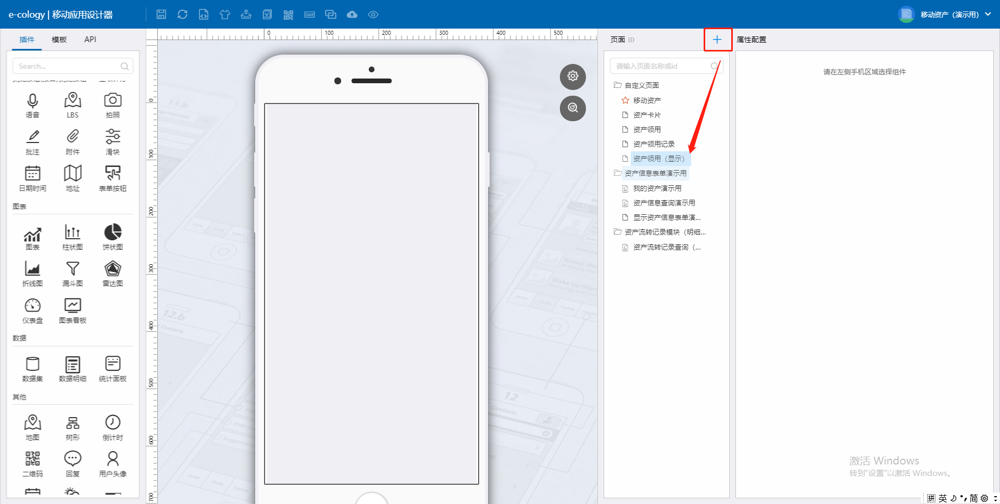 e-cology | 移动应用设计器
移动资产（演示用）
插件
模板
API
Search...
语音
LBS
拍照
批注
附件
滑块
日期时间
地址
表单按钮
图表
图表
柱状图
饼状图
折线图
漏斗图
雷达图
仪表盘
图表看板
数据
数据集
数据明细
统计面板
其他
地图
树形
倒计时
二维码
回复
用户头像
0
100
200
300
400
500
0
100
200
300
400
500
600
700
12.b
Contacts
12
Contacts
Group Me
Wake Up Star
页面 ID
请输入页面名称或id
自定义页面
移动资产
资产卡片
资产领用
资产领用记录
资产领用（显示）
资产信息表单演示用
我的资产演示用
资产信息查询演示用
显示资产信息表单演...
资产流转记录模块（明细...
资产流转记录查询（...
属性配置
请在左侧手机区域选择组件
激活 Windows
转到“设置”以激活 Windows。
拼 英 简